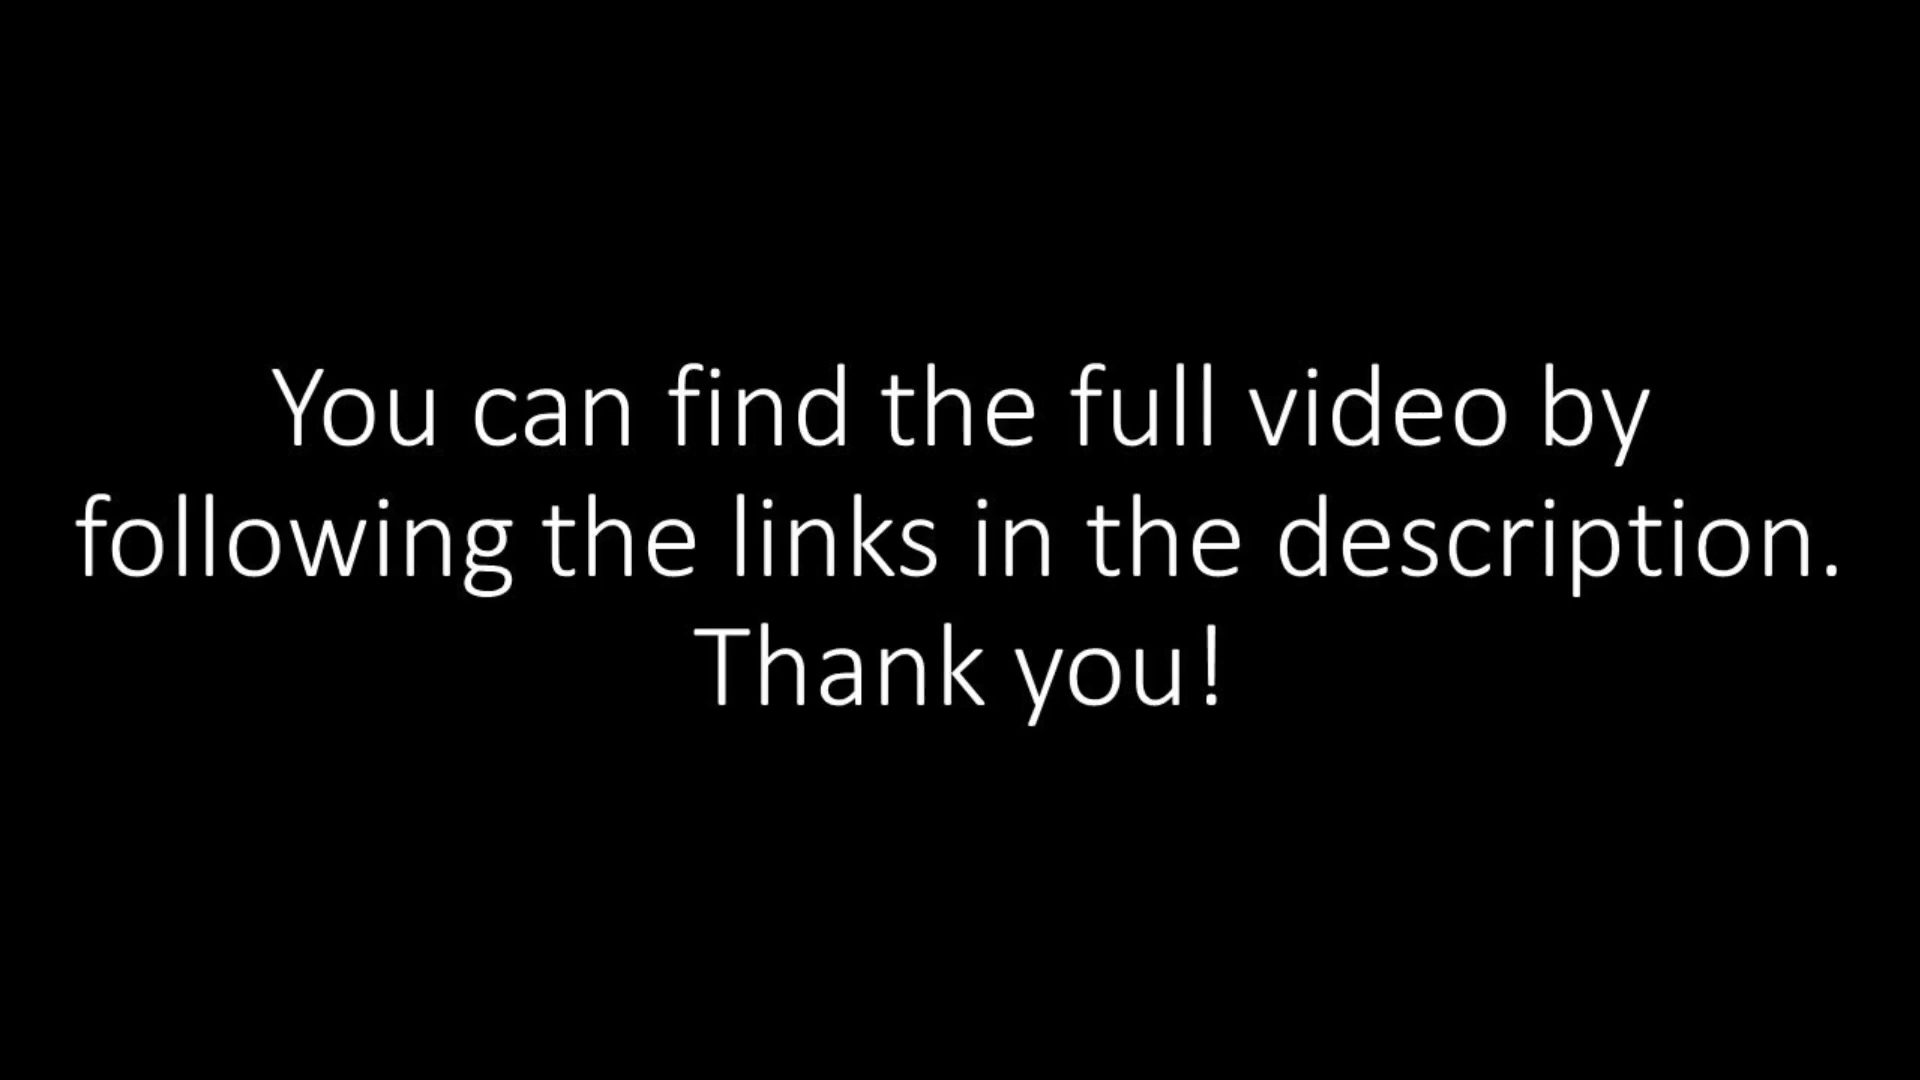 You can find the full video by
following the links in the description.
Thank you!